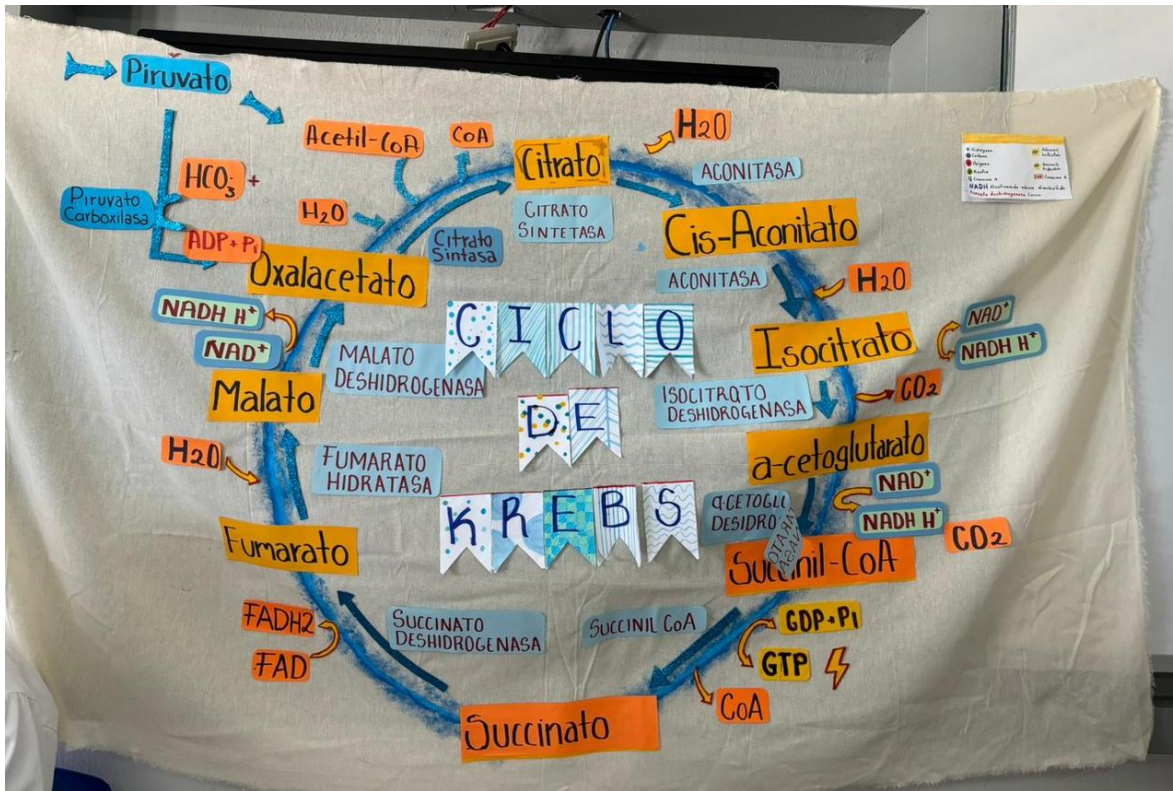 Piruvato
HCO3 +
Piruvato
Carboxilasa
ADP + Pi
Acetil-CoA
CoA
H2O
Citrato
Sintasa
Citrato
CITRATO
SINTETASA
H2O
ACONITASA
Cis-Aconitato
ACONITASA
H2O
Isocitrato
NAD+
NADH H+
ISOCITRATO
DESHIDROGENASA
CO2
a-cetoglutarato
NAD+
NADH H+
CO2
α-CETOGLU
DESIDRO
Succinil-CoA
GDP+Pi
GTP
CoA
SUCCINIL CoA
Succinato
SUCCINATO
DESHIDROGENASA
FADH2
FAD
Fumarato
FUMARATO
HIDRATASA
H2O
Malato
MALATO
DESHIDROGENASA
NAD+
NADH H+
Oxalacetato
CICLO
DE
KREBS